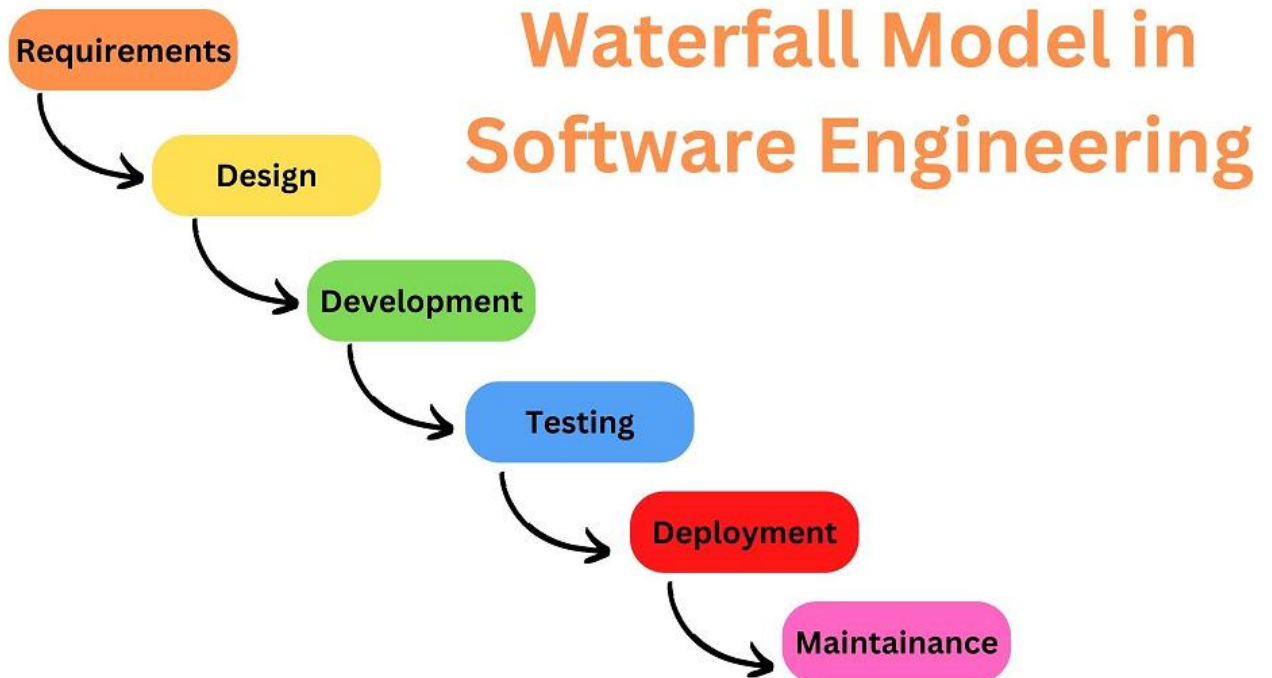 Waterfall Model in
Software Engineering
Requirements
Design
Development
Testing
Deployment
Maintainance